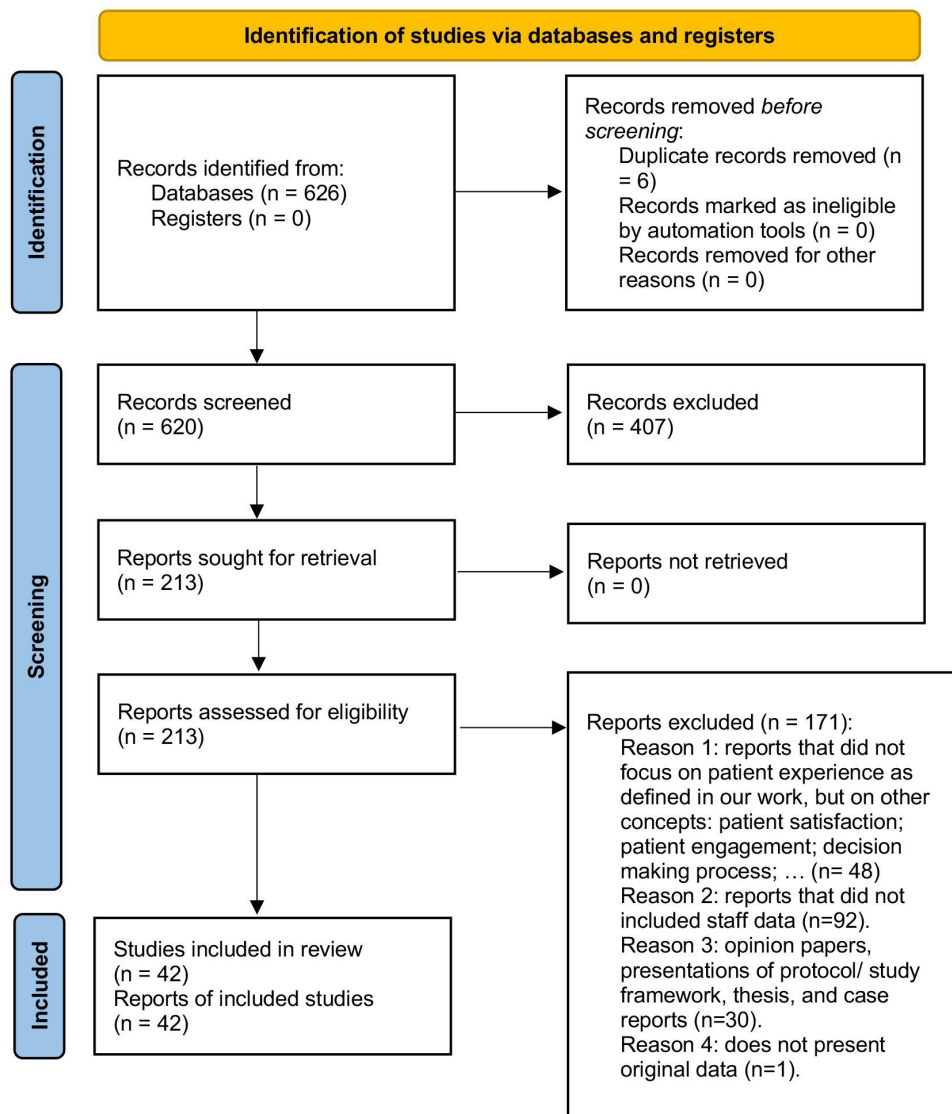 Identification of studies via databases and registers
Identification
Records identified from:
Databases (n = 626)
Registers (n = 0)
Records removed before
screening:
Duplicate records removed (n
= 6)
Records marked as ineligible
by automation tools (n = 0)
Records removed for other
reasons (n = 0)
Screening
Records screened
(n = 620)
Records excluded
(n = 407)
Reports sought for retrieval
(n = 213)
Reports not retrieved
(n = 0)
Reports assessed for eligibility
(n = 213)
Reports excluded (n = 171):
Reason 1: reports that did not
focus on patient experience as
defined in our work, but on other
concepts: patient satisfaction;
patient engagement; decision
making process; … (n= 48)
Reason 2: reports that did not
included staff data (n=92).
Reason 3: opinion papers,
presentations of protocol/ study
framework, thesis, and case
reports (n=30).
Reason 4: does not present
original data (n=1).
Included
Studies included in review
(n = 42)
Reports of included studies
(n = 42)